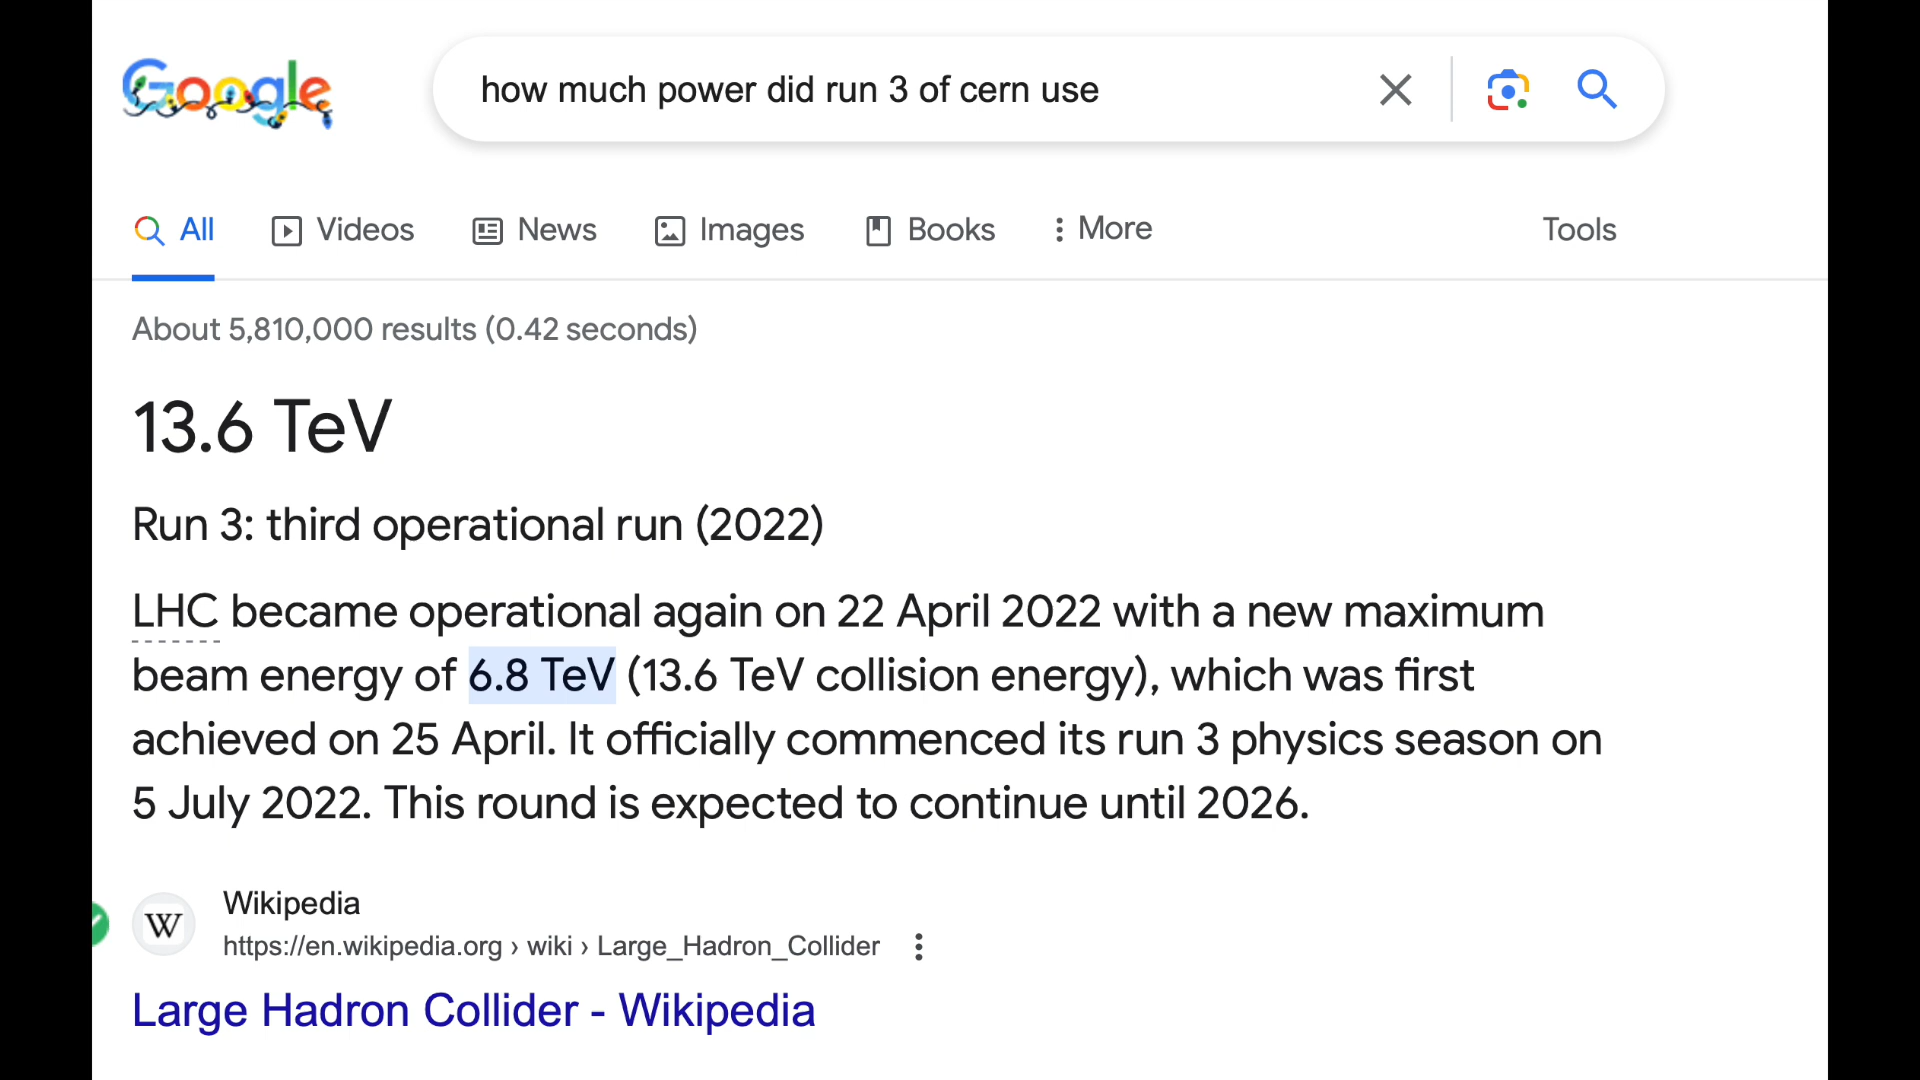 Google
how much power did run 3 of cern use
All Videos News Images Books More Tools
About 5,810,000 results (0.42 seconds)
13.6 TeV
Run 3: third operational run (2022)
LHC became operational again on 22 April 2022 with a new maximum
beam energy of 6.8 TeV (13.6 TeV collision energy), which was first
achieved on 25 April. It officially commenced its run 3 physics season on
5 July 2022. This round is expected to continue until 2026.
W
Wikipedia
https://en.wikipedia.org › wiki › Large_Hadron_Collider
Large Hadron Collider - Wikipedia